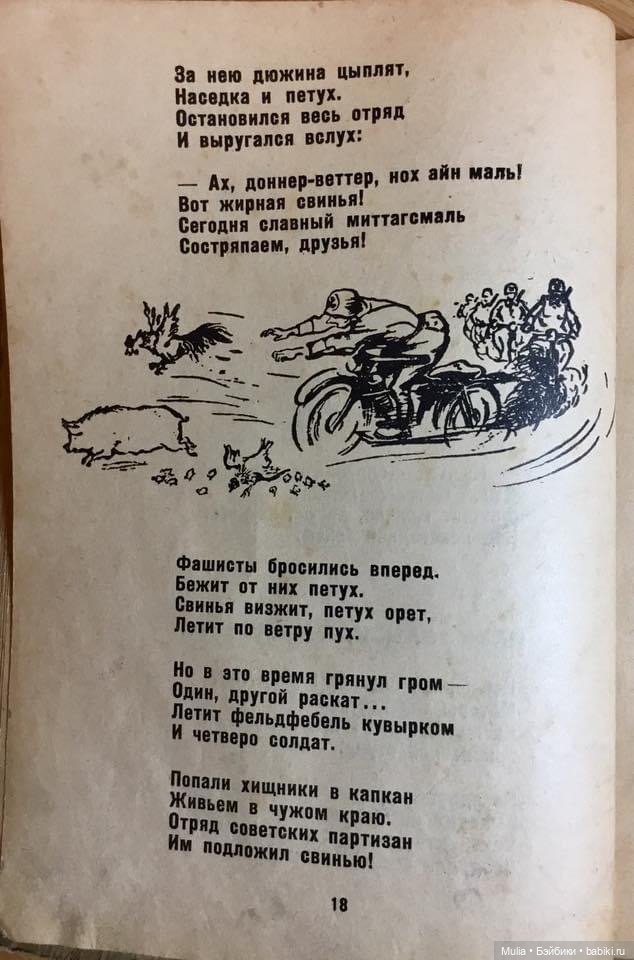 За нею дюжина цыплят,
Наседка и петух.
Остановился весь отряд
И выругался вслух:
— Ах, доннер-веттер, нох айн маль!
Вот жирная свинья!
Сегодня славный миттагсмаль
Состряпаем, друзья!
Фашисты бросились вперед.
Бежит от них петух.
Свинья визжит, петух орет,
Летит по ветру пух.
Но в это время грянул гром —
Один, другой раскат...
Летит фельдфебель кувырком
И четверо солдат.
Попали хищники в капкан
Живьем в чужом краю.
Отряд советских партизан
Им подложил свинью!
18
Mulia • Бэйбики • babiki.ru